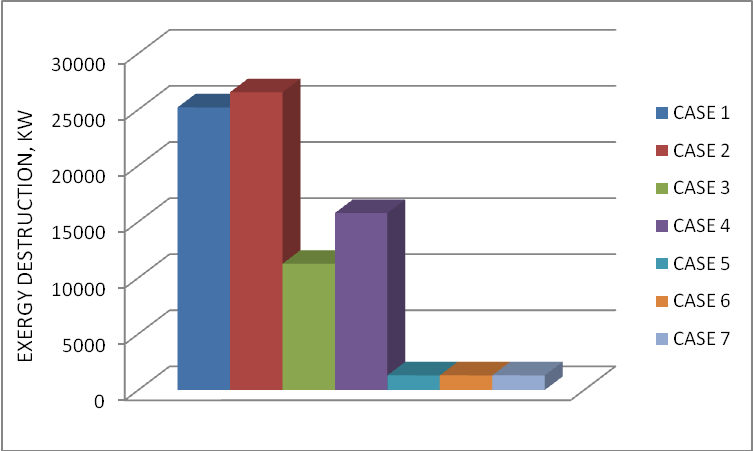 EXERGY DESTRUCTION, KW
30000
25000
20000
15000
10000
5000
0
CASE 1
CASE 2
CASE 3
CASE 4
CASE 5
CASE 6
CASE 7